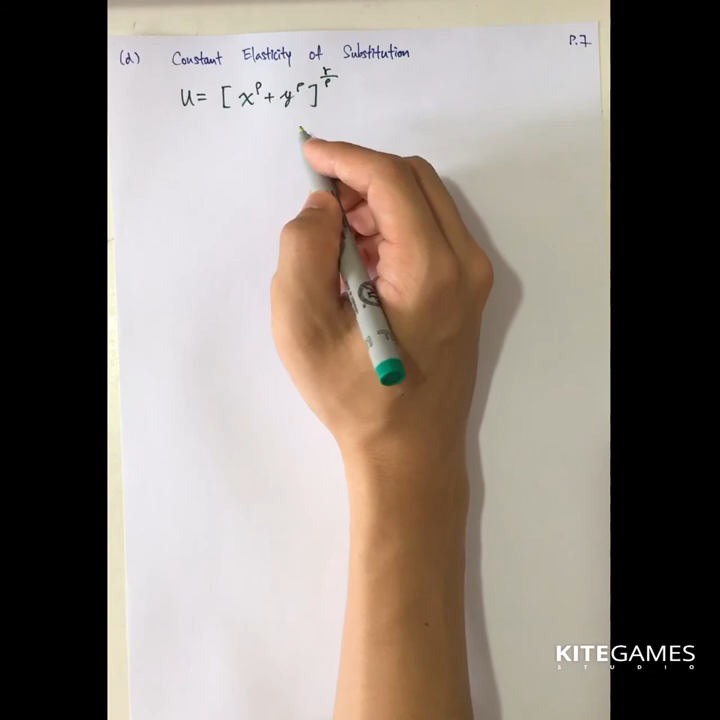 (d) Constant Elasticity of Substitution P.7
U = [ x^ρ + y^ρ ]^(r/ρ)
KITEGAMES
STUDIO